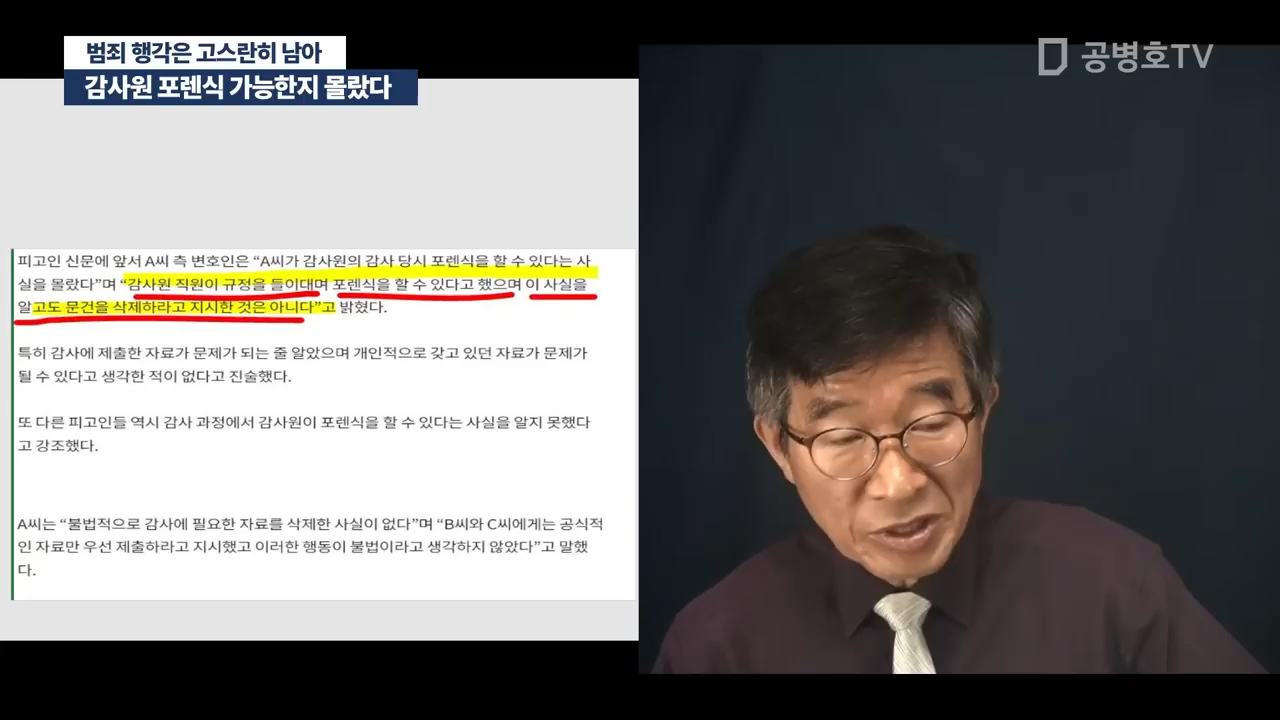 범죄 행각은 고스란히 남아
감사원 포렌식 가능한지 몰랐다
공병호TV
피고인 신문에 앞서 A씨 측 변호인은 “A씨가 감사원의 감사 당시 포렌식을 할 수 있다는 사
실을 몰랐다”며 “감사원 직원이 규정을 들이대며 포렌식을 할 수 있다고 했으며 이 사실을
알고도 문건을 삭제하라고 지시한 것은 아니다”고 밝혔다.
특히 감사에 제출한 자료가 문제가 되는 줄 알았으며 개인적으로 갖고 있던 자료가 문제가
될 수 있다고 생각한 적이 없다고 진술했다.
또 다른 피고인들 역시 감사 과정에서 감사원이 포렌식을 할 수 있다는 사실을 알지 못했다
고 강조했다.
A씨는 “불법적으로 감사에 필요한 자료를 삭제한 사실이 없다”며 “B씨와 C씨에게는 공식적
인 자료만 우선 제출하라고 지시했고 이러한 행동이 불법이라고 생각하지 않았다”고 말했
다.